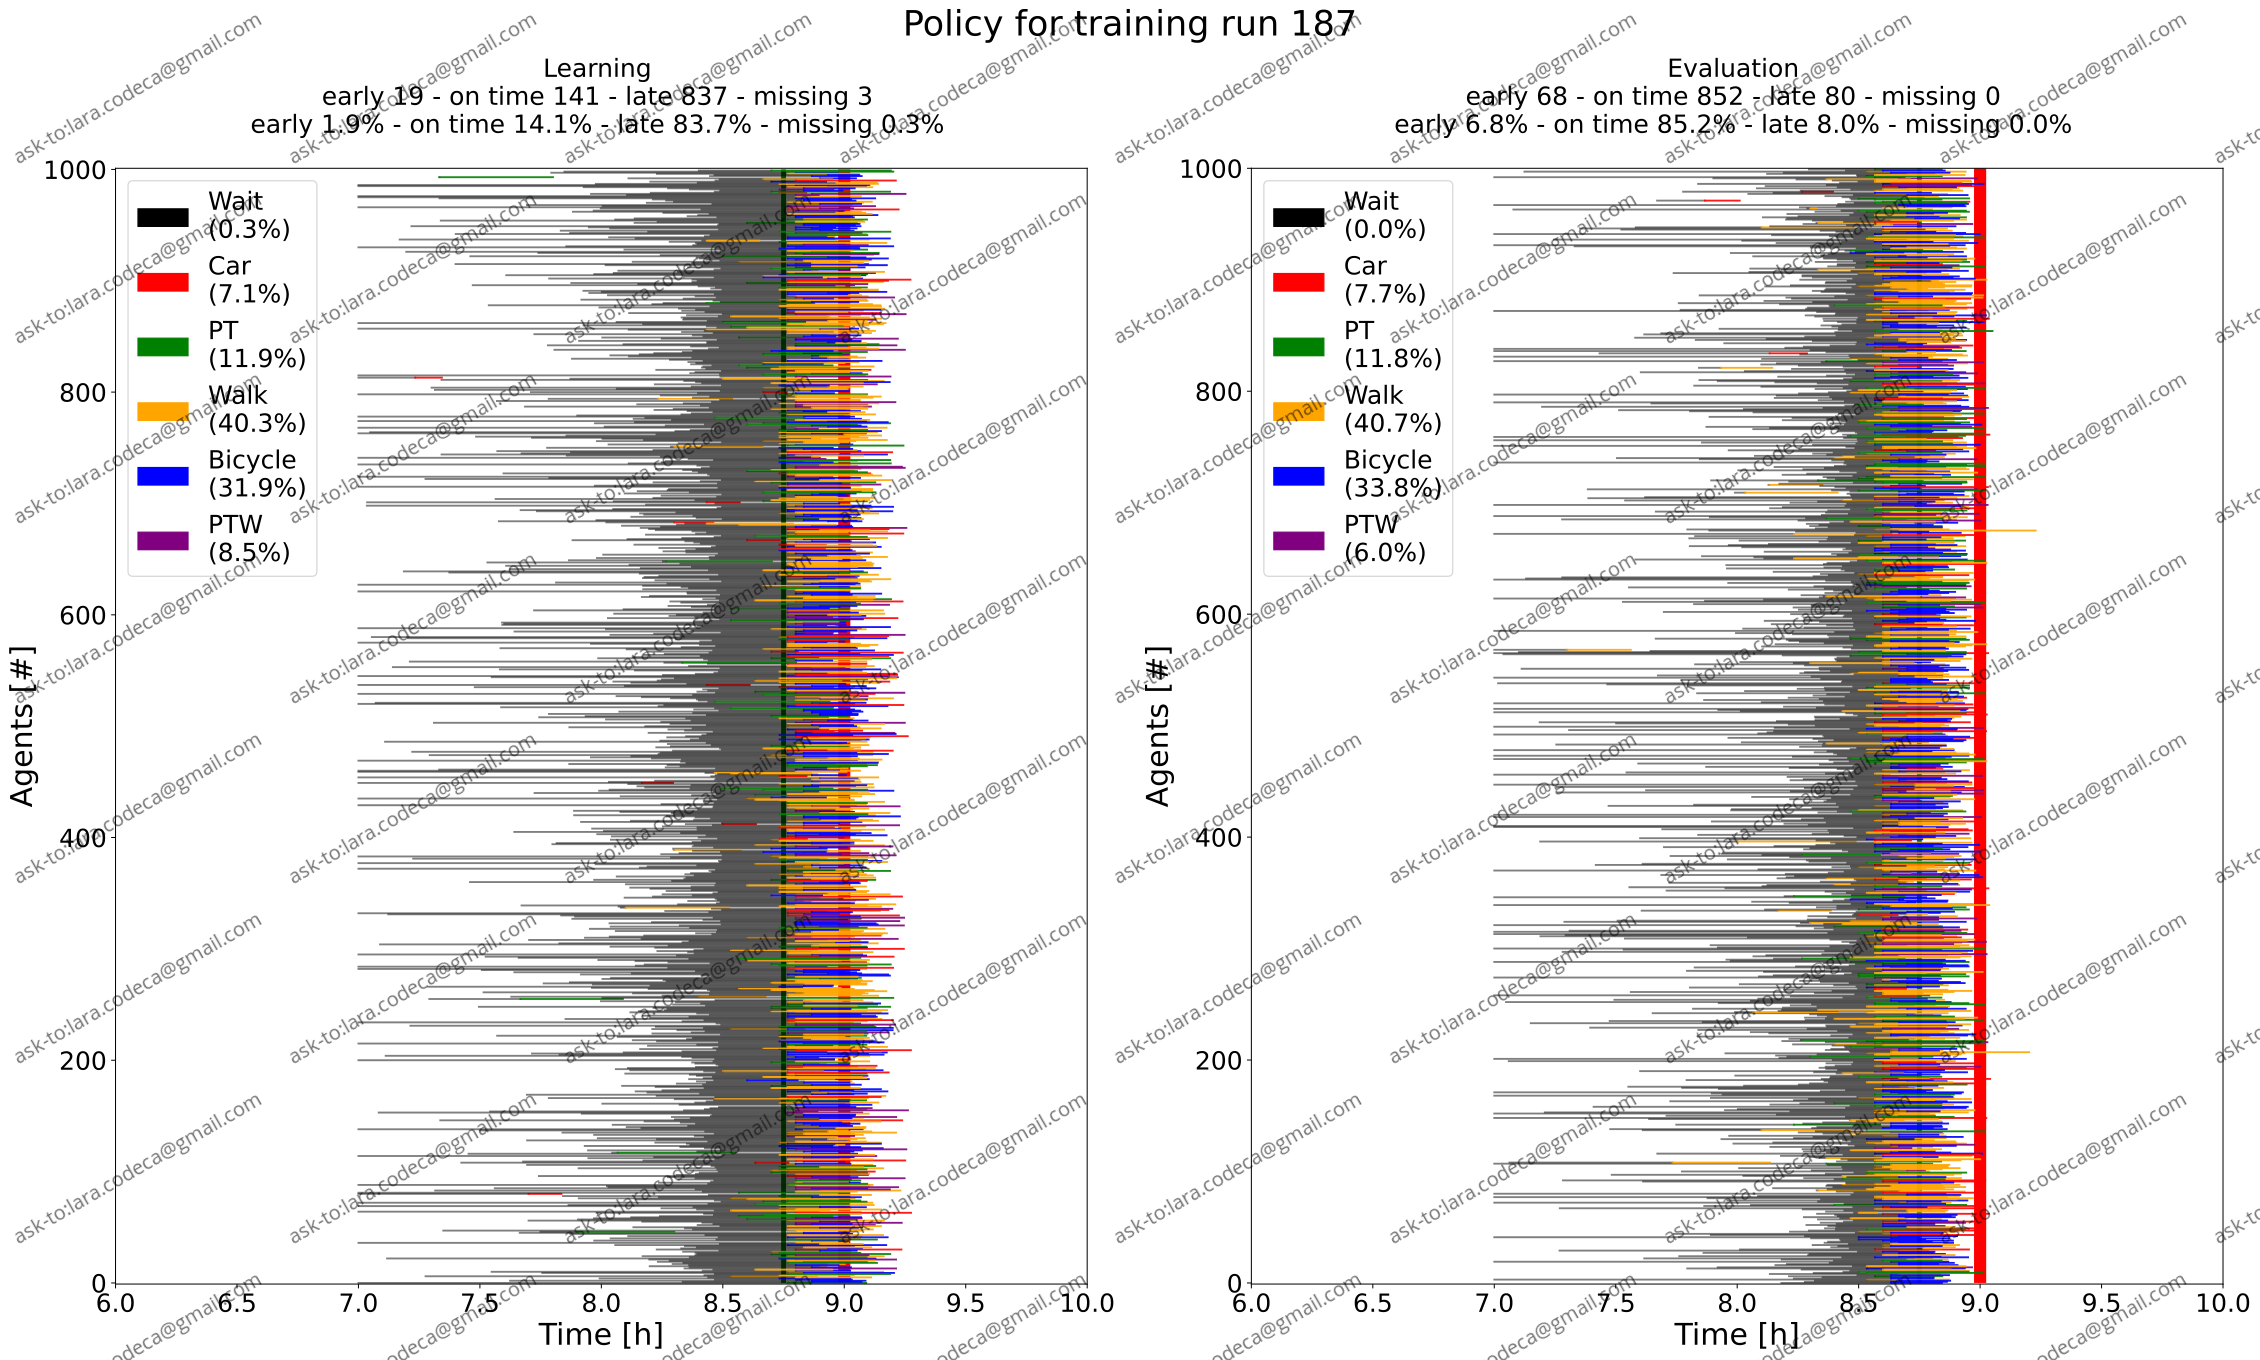 Policy for training run 187
Learning
early 19 - on time 141 - late 837 - missing 3
early 1.9% - on time 14.1% - late 83.7% - missing 0.3%
Wait
(0.3%)
Car
(7.1%)
PT
(11.9%)
Walk
(40.3%)
Bicycle
(31.9%)
PTW
(8.5%)
1000
800
600
400
200
0
Agents [#]
6.0 6.5 7.0 7.5 8.0 8.5 9.0 9.5 10.0
Time [h]
Evaluation
early 68 - on time 852 - late 80 - missing 0
early 6.8% - on time 85.2% - late 8.0% - missing 0.0%
Wait
(0.0%)
Car
(7.7%)
PT
(11.8%)
Walk
(40.7%)
Bicycle
(33.8%)
PTW
(6.0%)
1000
800
600
400
200
0
Agents [#]
6.0 6.5 7.0 7.5 8.0 8.5 9.0 9.5 10.0
Time [h]
ask-to:lara.codeca@gmail.com